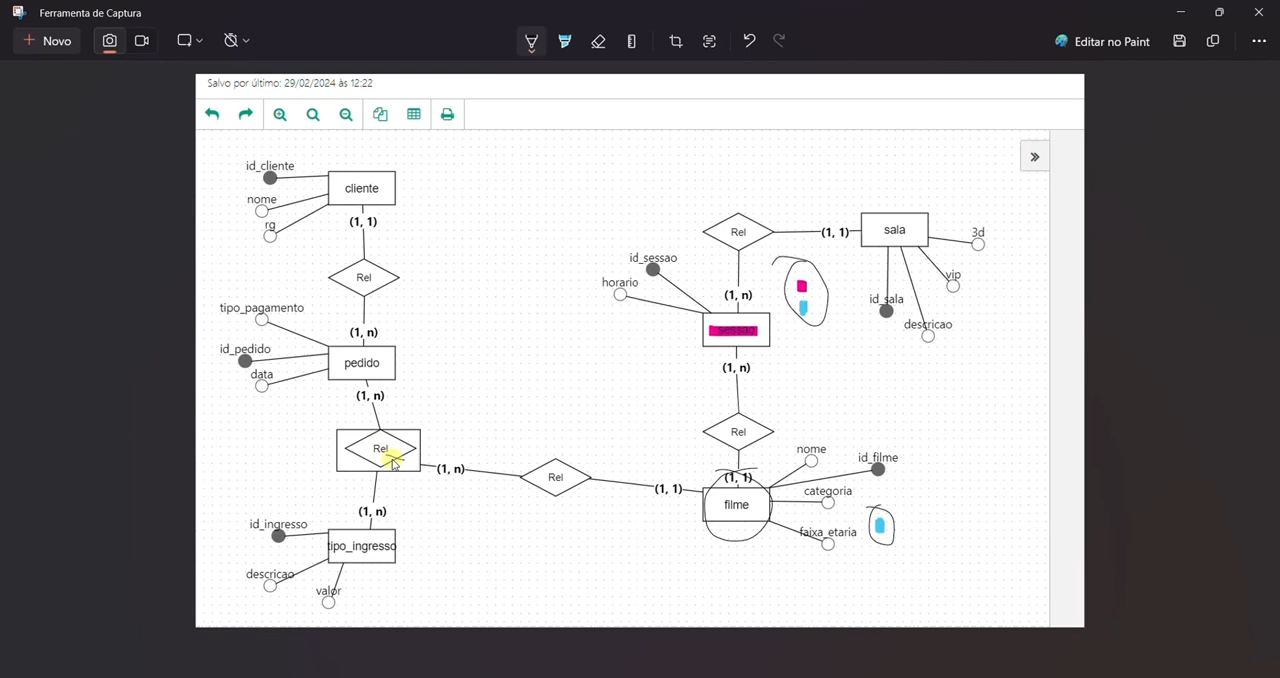 Ferramenta de Captura
Novo
Editar no Paint
Salvo por último: 29/02/2024 às 12:22
id_cliente
cliente
nome
(1, 1)
rg
Rel
(1, 1)
sala
3d
id_sessao
Rel
vip
horario
(1, n)
id_sala
tipo_pagamento
descricao
(1, n)
sessao
id_pedido
pedido
data
(1, n)
(1, n)
Rel
Rel
nome
id_filme
(1, n)
Rel
(1, 1)
(1, 1)
categoria
filme
(1, n)
id_ingresso
faixa_etaria
tipo_ingresso
descricao
valor